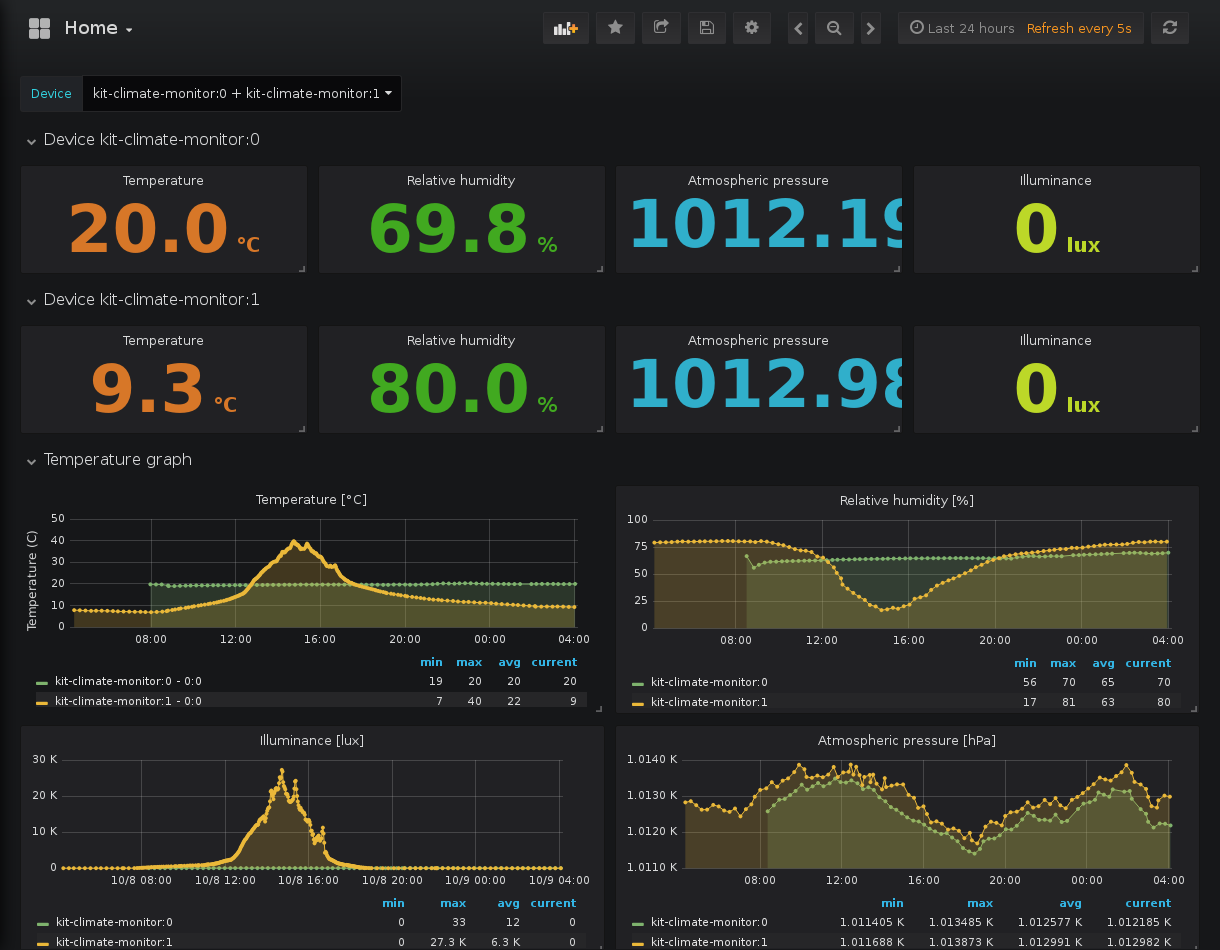 Home
Last 24 hours Refresh every 5s
Device kit-climate-monitor:0 + kit-climate-monitor:1
Device kit-climate-monitor:0
Temperature Relative humidity Atmospheric pressure Illuminance
20.0 °C 69.8 % 1012.19 0 lux
Device kit-climate-monitor:1
Temperature Relative humidity Atmospheric pressure Illuminance
9.3 °C 80.0 % 1012.98 0 lux
Temperature graph
Temperature [°C]
Temperature (C)
50
40
30
20
10
0
08:00 12:00 16:00 20:00 00:00 04:00
min max avg current
kit-climate-monitor:0 - 0:0 19 20 20 20
kit-climate-monitor:1 - 0:0 7 40 22 9
Relative humidity [%]
100
75
50
25
0
08:00 12:00 16:00 20:00 00:00 04:00
min max avg current
kit-climate-monitor:0 56 70 65 70
kit-climate-monitor:1 17 81 63 80
Illuminance [lux]
30 K
20 K
10 K
0
10/8 08:00 10/8 12:00 10/8 16:00 10/8 20:00 10/9 00:00 10/9 04:00
min max avg current
kit-climate-monitor:0 0 33 12 0
kit-climate-monitor:1 0 27.3 K 6.3 K 0
Atmospheric pressure [hPa]
1.0140 K
1.0130 K
1.0120 K
1.0110 K
08:00 12:00 16:00 20:00 00:00 04:00
min max avg current
kit-climate-monitor:0 1.011405 K 1.013485 K 1.012577 K 1.012185 K
kit-climate-monitor:1 1.011688 K 1.013873 K 1.012991 K 1.012982 K